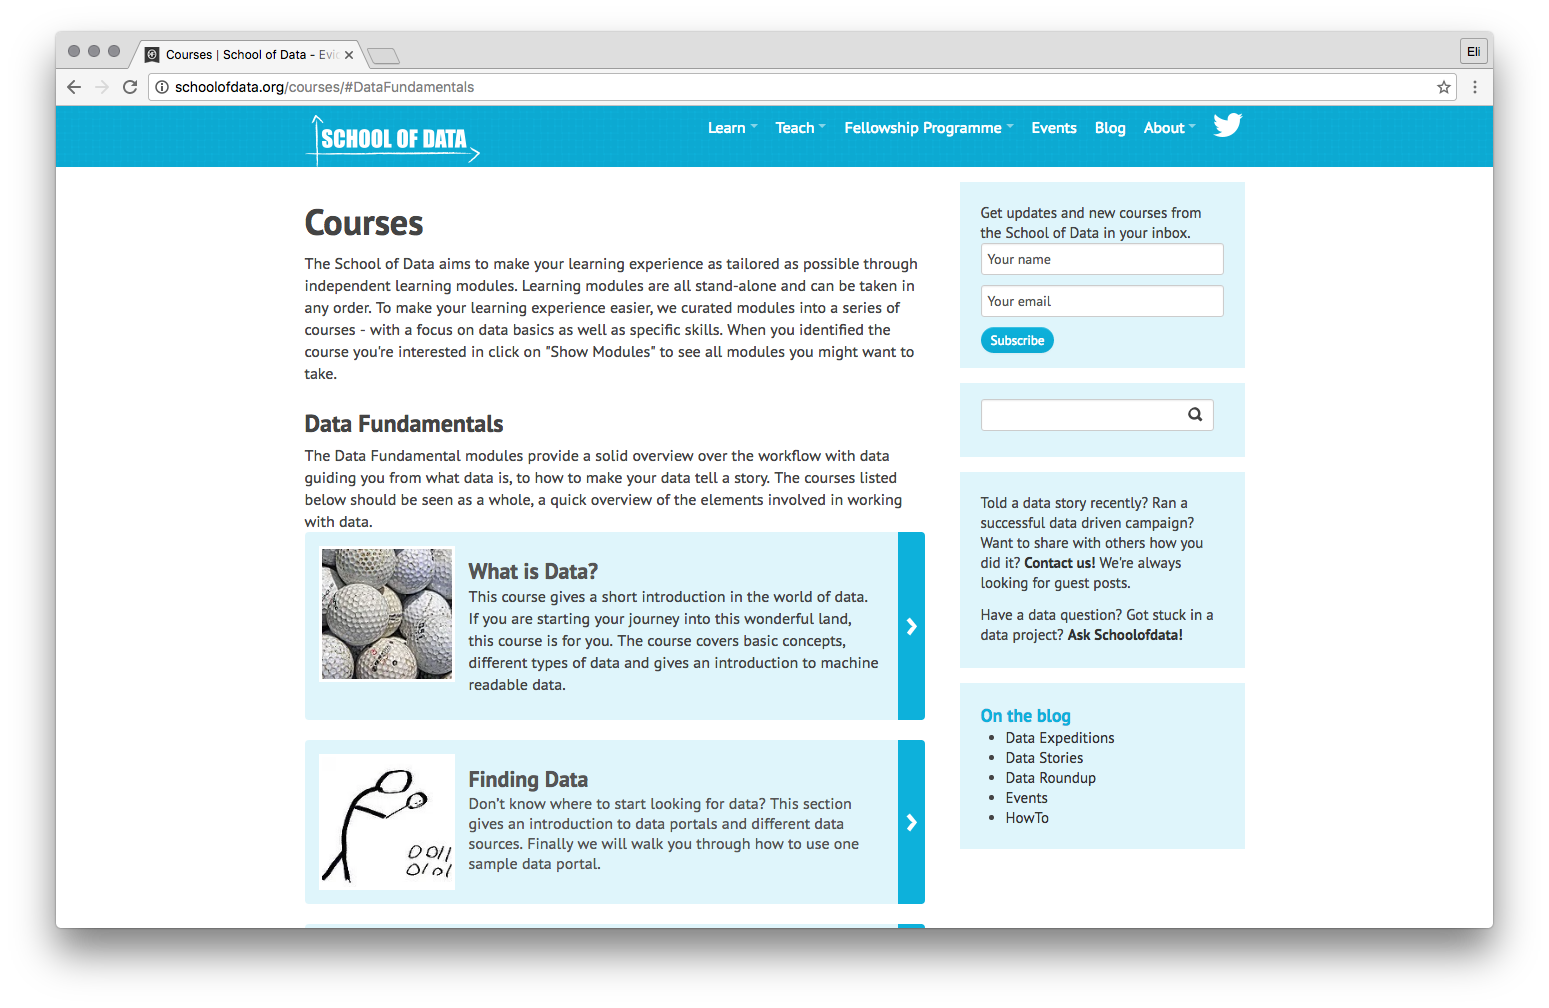 Courses | School of Data - Evi
Eli
schoolofdata.org/courses/#DataFundamentals
SCHOOL OF DATA
Learn
Teach
Fellowship Programme
Events
Blog
About
Courses
The School of Data aims to make your learning experience as tailored as possible through
independent learning modules. Learning modules are all stand-alone and can be taken in
any order. To make your learning experience easier, we curated modules into a series of
courses - with a focus on data basics as well as specific skills. When you identified the
course you're interested in click on "Show Modules" to see all modules you might want to
take.
Data Fundamentals
The Data Fundamental modules provide a solid overview over the workflow with data
guiding you from what data is, to how to make your data tell a story. The courses listed
below should be seen as a whole, a quick overview of the elements involved in working
with data.
What is Data?
This course gives a short introduction in the world of data.
If you are starting your journey into this wonderful land,
this course is for you. The course covers basic concepts,
different types of data and gives an introduction to machine
readable data.
Finding Data
Don't know where to start looking for data? This section
gives an introduction to data portals and different data
sources. Finally we will walk you through how to use one
sample data portal.
0011
0101
Get updates and new courses from
the School of Data in your inbox.
Your name
Your email
Subscribe
Told a data story recently? Ran a
successful data driven campaign?
Want to share with others how you
did it? Contact us! We're always
looking for guest posts.
Have a data question? Got stuck in a
data project? Ask Schoolofdata!
On the blog
Data Expeditions
Data Stories
Data Roundup
Events
HowTo